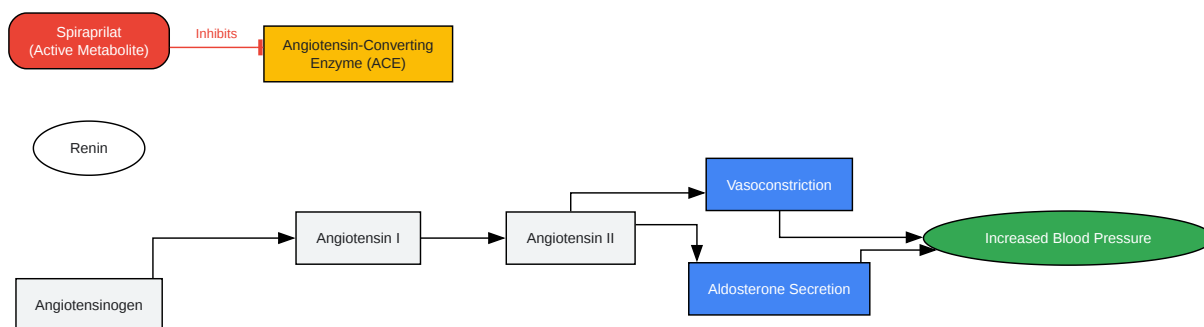 Spiraprilat
(Active Metabolite)
Inhibits
Angiotensin-Converting
Enzyme (ACE)
Renin
Vasoconstriction
Angiotensin I
Angiotensin II
Increased Blood Pressure
Aldosterone Secretion
Angiotensinogen